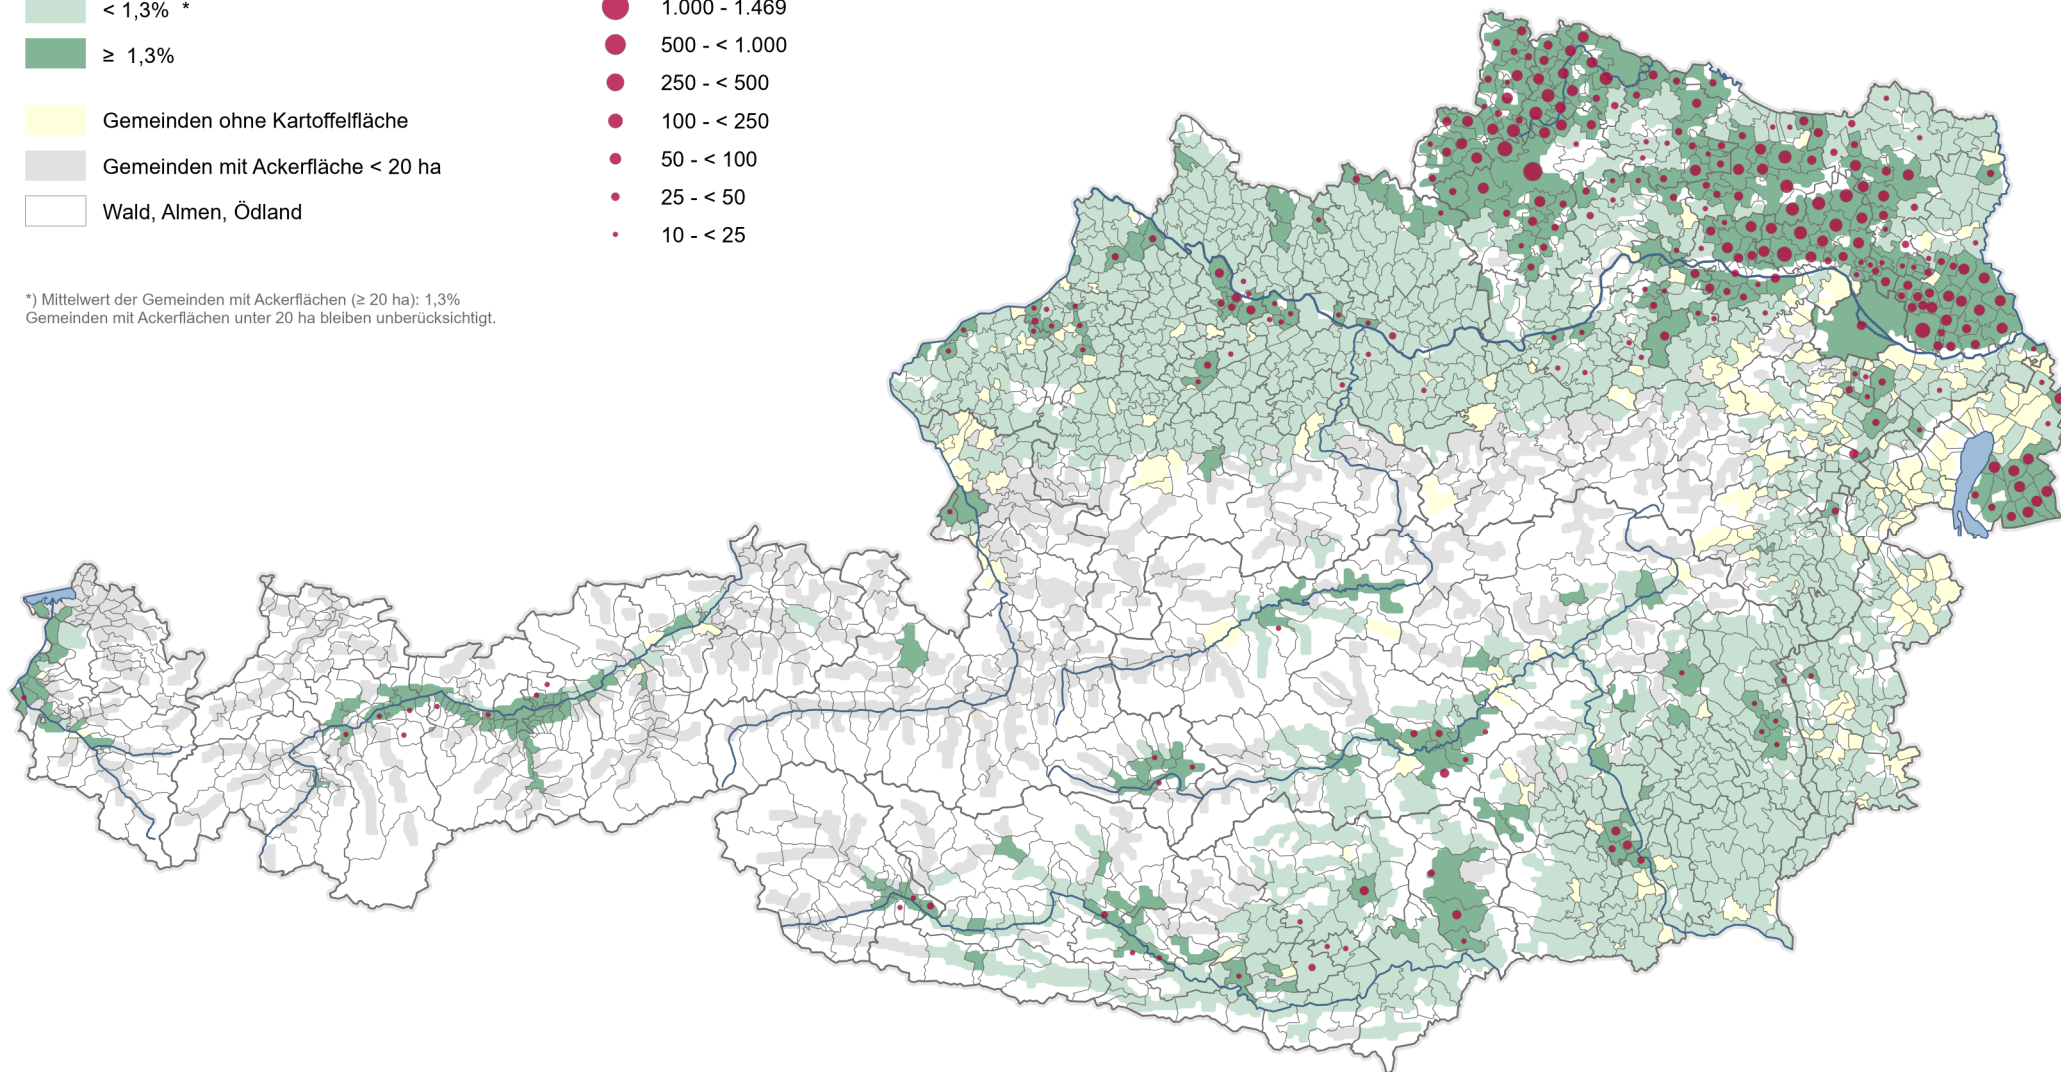 < 1,3% *
≥ 1,3%
Gemeinden ohne Kartoffelfläche
Gemeinden mit Ackerfläche < 20 ha
Wald, Almen, Ödland
1.000 - 1.469
500 - < 1.000
250 - < 500
100 - < 250
50 - < 100
25 - < 50
10 - < 25
*) Mittelwert der Gemeinden mit Ackerflächen (≥ 20 ha): 1,3%
Gemeinden mit Ackerflächen unter 20 ha bleiben unberücksichtigt.